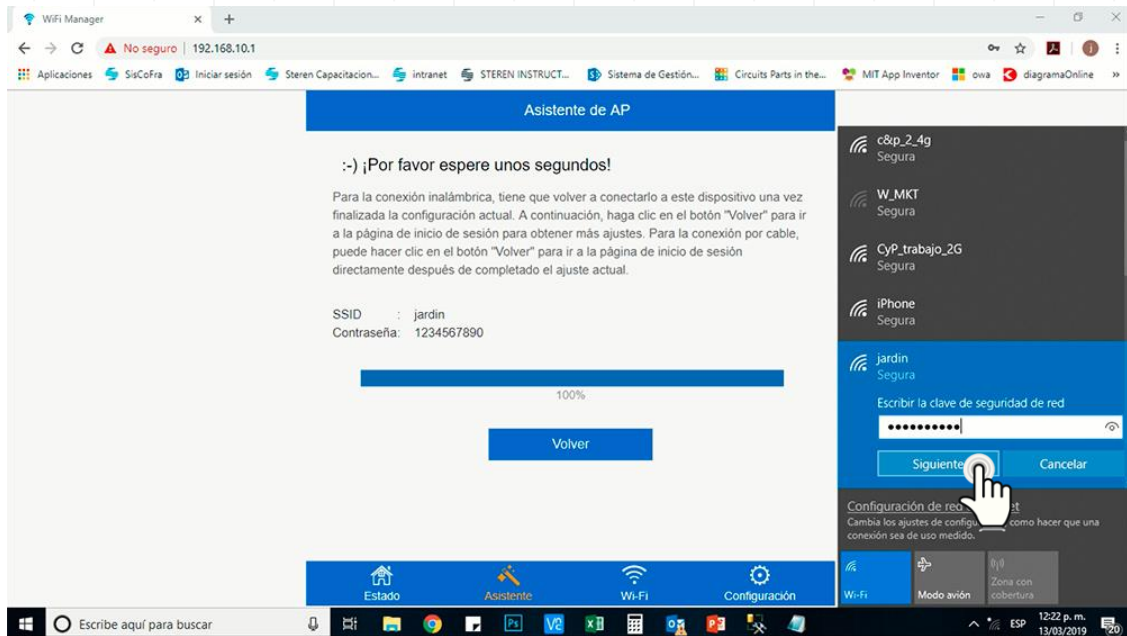 WiFi Manager
No seguro | 192.168.10.1
Aplicaciones SisCoFra Iniciar sesión Steren Capacitacion... intranet STEREN INSTRUCT... Sistema de Gestión... Circuits Parts in the... MIT App Inventor owa diagramaOnline »
Asistente de AP
:-) ¡Por favor espere unos segundos!
Para la conexión inalámbrica, tiene que volver a conectarlo a este dispositivo una vez
finalizada la configuración actual. A continuación, haga clic en el botón "Volver" para ir
a la página de inicio de sesión para obtener más ajustes. Para la conexión por cable,
puede hacer clic en el botón "Volver" para ir a la página de inicio de sesión
directamente después de completado el ajuste actual.
SSID : jardin
Contraseña: 1234567890
100%
Volver
Estado Asistente Wi-Fi Configuración
c&p_2_4g
Segura
W_MKT
Segura
CyP_trabajo_2G
Segura
iPhone
Segura
jardin
Segura
Escribir la clave de seguridad de red
••••••••••
Siguiente Cancelar
Configuración de red
Cambia los ajustes de como hacer que una
conexión sea de uso medido.
Wi-Fi Modo avión Zona con
cobertura
Escribe aquí para buscar
ESP 12:22 p. m.
13/03/2019
20